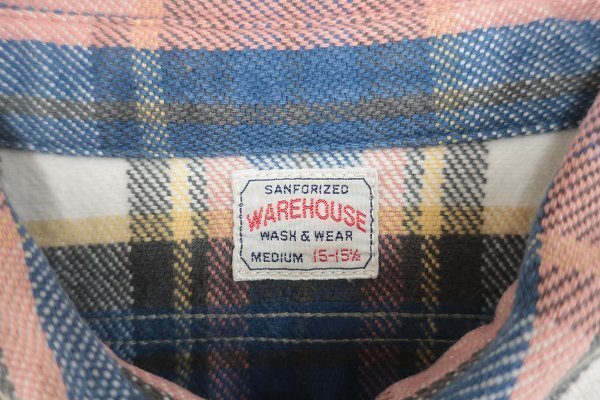 SANFORIZED
WAREHOUSE
WASH & WEAR
MEDIUM 15-15½